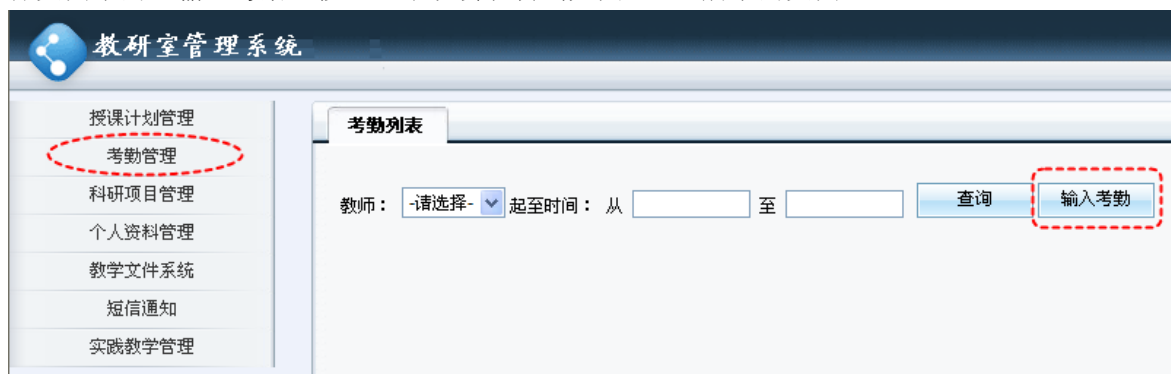 教研室管理系统
授课计划管理
考勤管理
科研项目管理
个人资料管理
教学文件系统
短信通知
实践教学管理
考勤列表
教师： -请选择- 起至时间： 从 至 查询 输入考勤